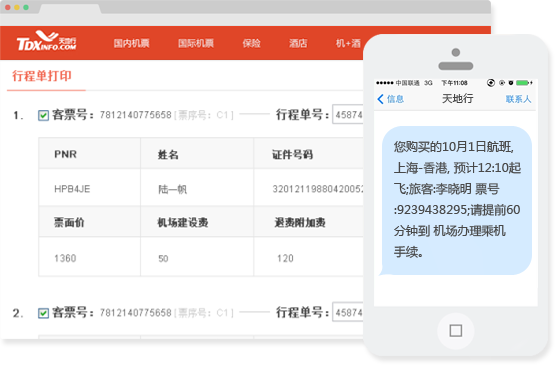 TDXINFO.COM 天地行
国内机票 国际机票 保险 酒店 机+酒
行程单打印
1. 客票号：7812140775658 [票序号：C1] 行程单号：45874
PNR 姓名 证件号码
HPB4JE 陆一帆 32012119880420052
票面价 机场建设费 退费附加费
1360 50 120
2. 客票号：7812140775658 [票序号：C1] 行程单号：45874
中国联通 3G 下午11:08
信息 天地行 联系人
您购买的10月1日航班,
上海-香港, 预计12:10起
飞;旅客:李晓明 票号
:9239438295;请提前60
分钟到 机场办理乘机
手续。